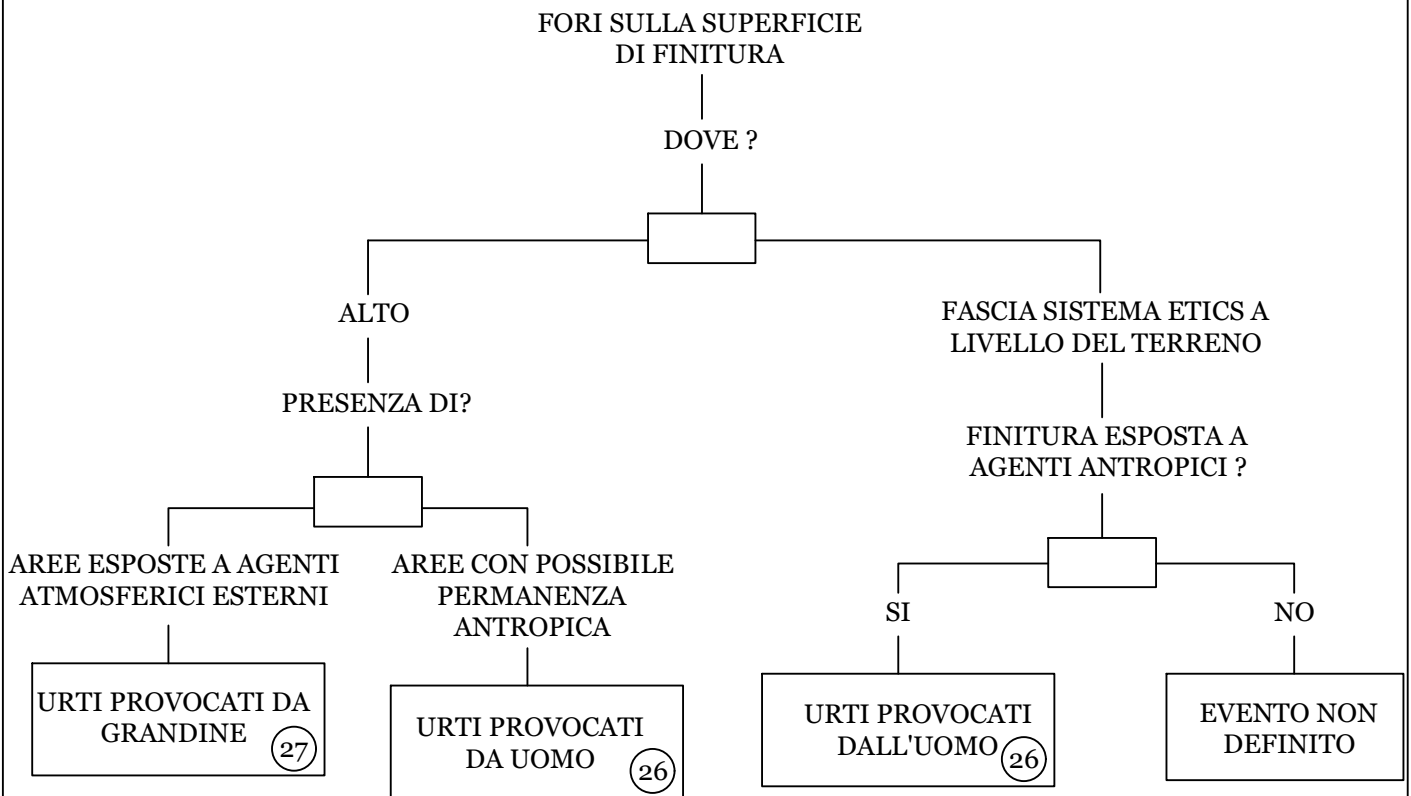 FORI SULLA SUPERFICIE
DI FINITURA
DOVE ?
ALTO
PRESENZA DI?
AREE ESPOSTE A AGENTI
ATMOSFERICI ESTERNI
URTI PROVOCATI DA
GRANDINE
27
AREE CON POSSIBILE
PERMANENZA
ANTROPICA
URTI PROVOCATI
DA UOMO
26
FASCIA SISTEMA ETICS A
LIVELLO DEL TERRENO
FINITURA ESPOSTA A
AGENTI ANTROPICI ?
SI
URTI PROVOCATI
DALL'UOMO
26
NO
EVENTO NON
DEFINITO